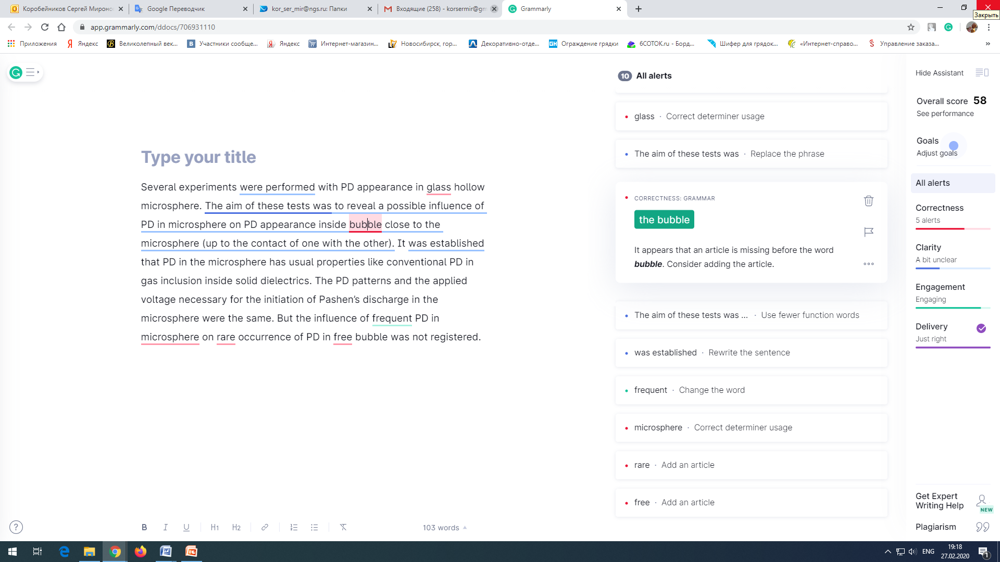 Коробейников Сергей Мироно
Google Переводчик
kor_ser_mir@ngs.ru: Папки
Входящие (258) - korsermir@gm
Grammarly
Закрыть
app.grammarly.com/ddocs/706931110
Приложения
Яндекс
Великолепный век...
Участники сообще...
Яндекс
Интернет-магазин...
Новосибирск, гор...
Декоративно-отде...
Ограждение грядки
6СОТОК.ru - Борд...
Шифер для грядок...
«Интернет-справо...
Управление заказа...
»
10 All alerts
Hide Assistant
Overall score 58
See performance
glass · Correct determiner usage
Goals
Adjust goals
The aim of these tests was · Replace the phrase
Type your title
Several experiments were performed with PD appearance in glass hollow
microsphere. The aim of these tests was to reveal a possible influence of
PD in microsphere on PD appearance inside bubble close to the
microsphere (up to the contact of one with the other). It was established
that PD in the microsphere has usual properties like conventional PD in
gas inclusion inside solid dielectrics. The PD patterns and the applied
voltage necessary for the initiation of Pashen's discharge in the
microsphere were the same. But the influence of frequent PD in
microsphere on rare occurrence of PD in free bubble was not registered.
CORRECTNESS: GRAMMAR
the bubble
It appears that an article is missing before the word
bubble. Consider adding the article.
The aim of these tests was ... · Use fewer function words
was established · Rewrite the sentence
frequent · Change the word
microsphere · Correct determiner usage
rare · Add an article
free · Add an article
All alerts
Correctness
5 alerts
Clarity
A bit unclear
Engagement
Engaging
Delivery
Just right
Get Expert
Writing Help
NEW
Plagiarism
?
B I U H1 H2
103 words
ENG
19:18
27.02.2020
1